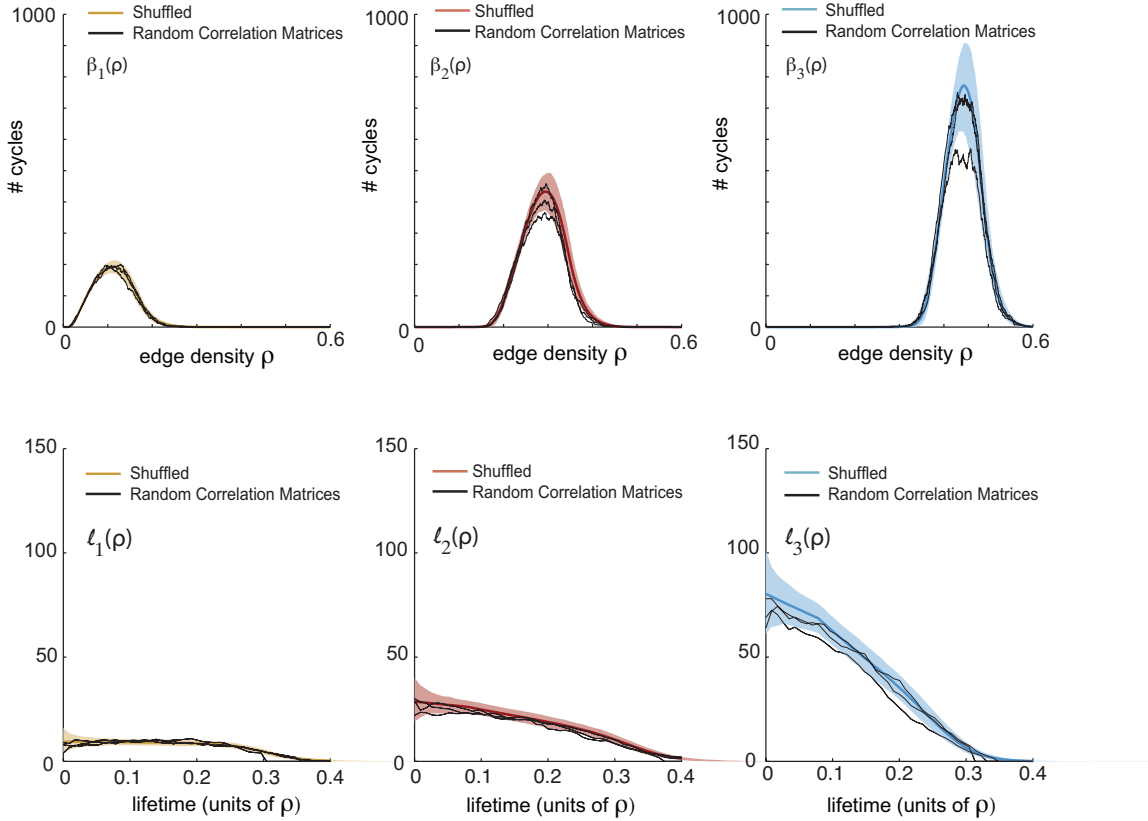 1000
Shuffled
Random Correlation Matrices
β1(ρ)
# cycles
0
0
0.6
edge density ρ
1000
Shuffled
Random Correlation Matrices
β2(ρ)
# cycles
0
0
0.6
edge density ρ
1000
Shuffled
Random Correlation Matrices
β3(ρ)
# cycles
0
0
0.6
edge density ρ
150
Shuffled
Random Correlation Matrices
ℓ1(ρ)
100
50
0
0 0.1 0.2 0.3 0.4
lifetime (units of ρ)
150
Shuffled
Random Correlation Matrices
ℓ2(ρ)
100
50
0
0 0.1 0.2 0.3 0.4
lifetime (units of ρ)
150
Shuffled
Random Correlation Matrices
ℓ3(ρ)
100
50
0
0 0.1 0.2 0.3 0.4
lifetime (units of ρ)